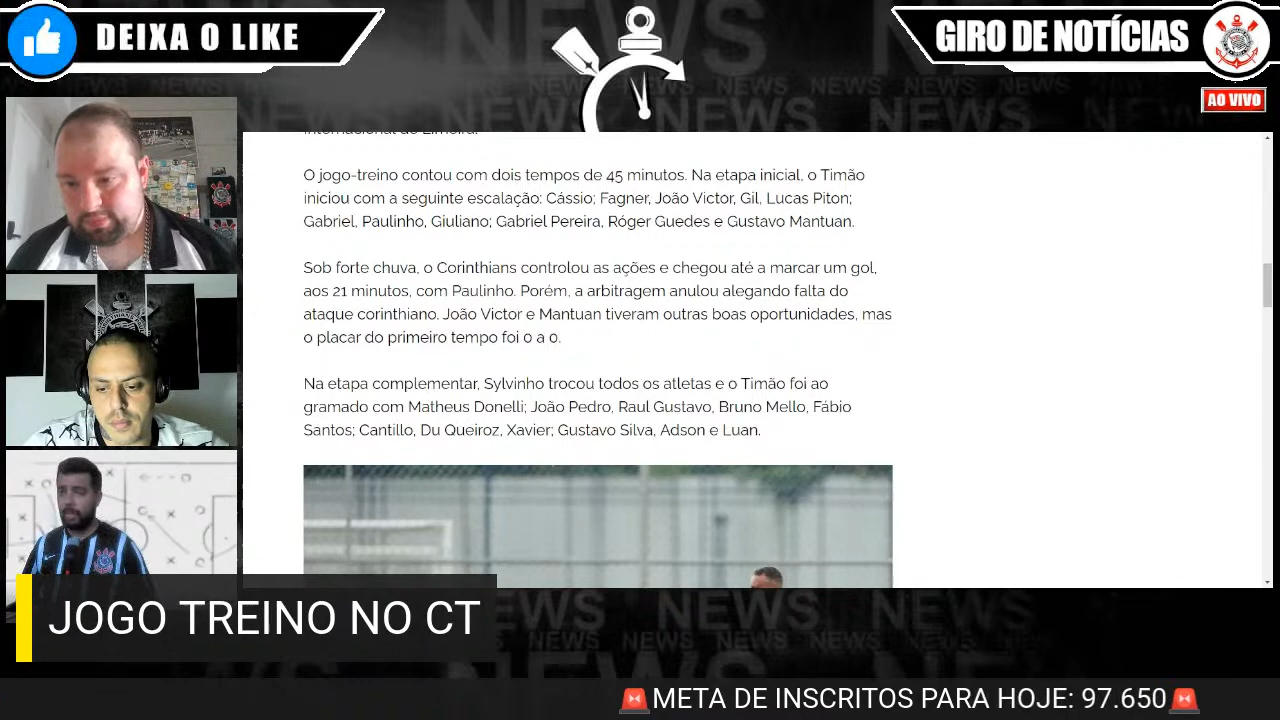 DEIXA O LIKE
GIRO DE NOTÍCIAS
AO VIVO
O jogo-treino contou com dois tempos de 45 minutos. Na etapa inicial, o Timão
iniciou com a seguinte escalação: Cássio; Fagner, João Victor, Gil, Lucas Piton;
Gabriel, Paulinho, Giuliano; Gabriel Pereira, Róger Guedes e Gustavo Mantuan.
Sob forte chuva, o Corinthians controlou as ações e chegou até a marcar um gol,
aos 21 minutos, com Paulinho. Porém, a arbitragem anulou alegando falta do
ataque corinthiano. João Victor e Mantuan tiveram outras boas oportunidades, mas
o placar do primeiro tempo foi 0 a 0.
Na etapa complementar, Sylvinho trocou todos os atletas e o Timão foi ao
gramado com Matheus Donelli; João Pedro, Raul Gustavo, Bruno Mello, Fábio
Santos; Cantillo, Du Queiroz, Xavier; Gustavo Silva, Adson e Luan.
JOGO TREINO NO CT
🚨META DE INSCRITOS PARA HOJE: 97.650🚨